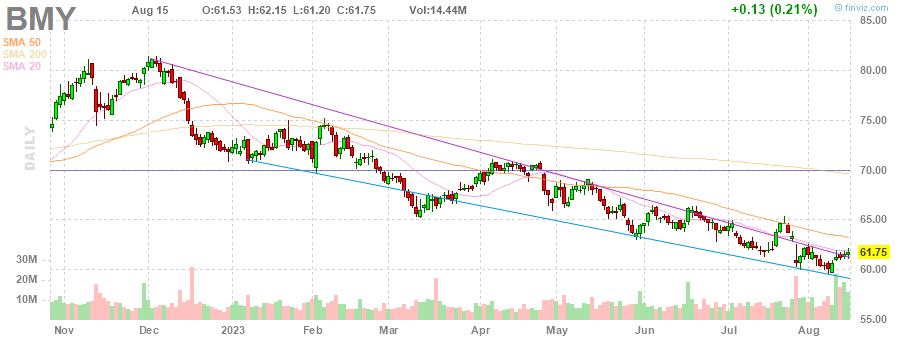 BMY Aug 15 O:61.53 H:62.15 L:61.20 C:61.75 Vol:14.44M +0.13 (0.21%) finviz.com
SMA 50
SMA 200
SMA 20
DAILY
85.00
80.00
75.00
70.00
65.00
61.75
60.00
55.00
30M
20M
10M
Nov Dec 2023 Feb Mar Apr May Jun Jul Aug